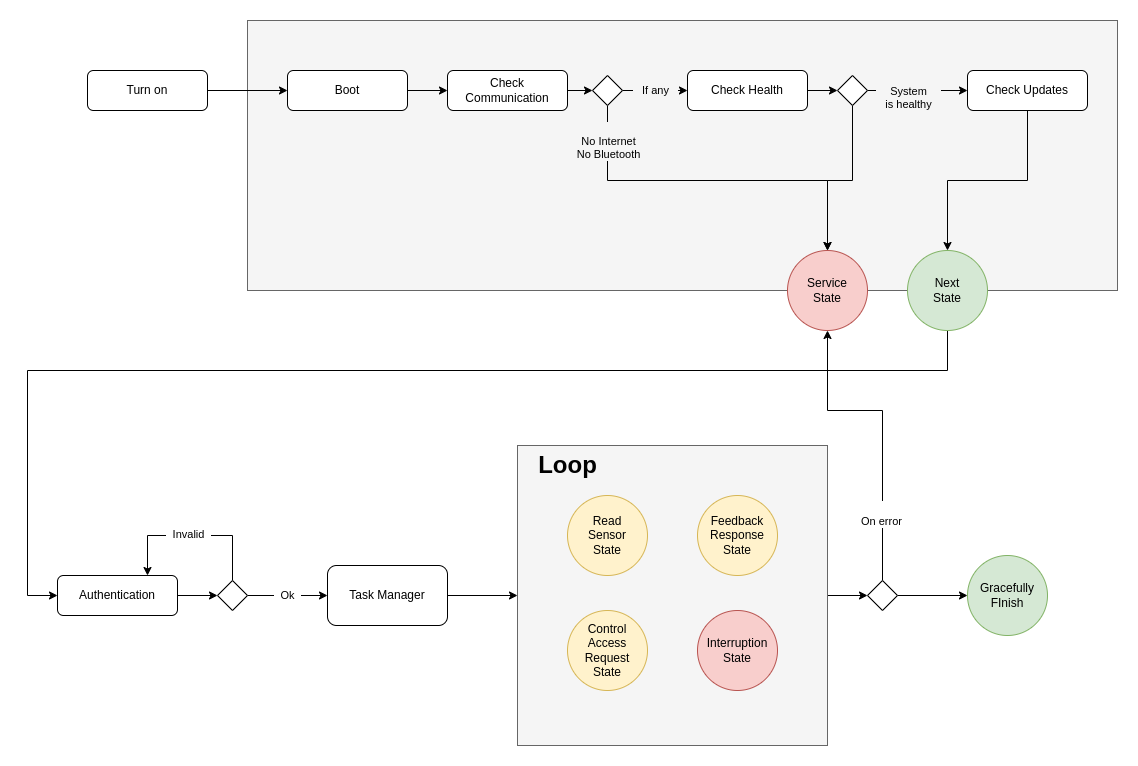 Turn on
Boot
Check
Communication
If any
Check Health
System
is healthy
Check Updates
No Internet
No Bluetooth
Service
State
Next
State
Loop
Read
Sensor
State
Feedback
Response
State
On error
Invalid
Authentication
Ok
Task Manager
Gracefully
FInish
Control
Access
Request
State
Interruption
State